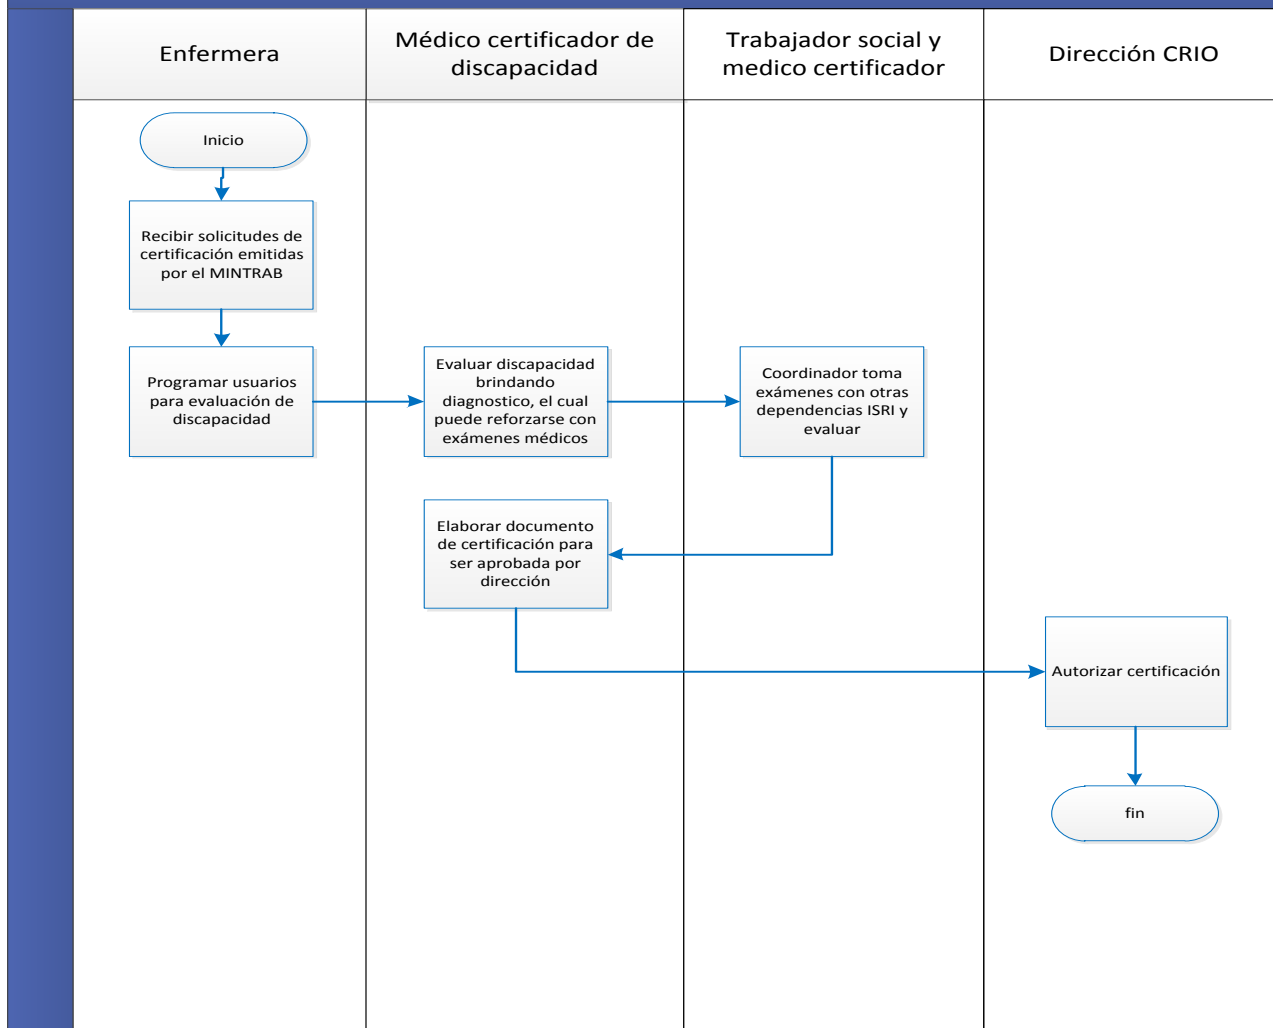 Enfermera
Médico certificador de
discapacidad
Trabajador social y
medico certificador
Dirección CRIO
Inicio
Recibir solicitudes de
certificación emitidas
por el MINTRAB
Programar usuarios
para evaluación de
discapacidad
Evaluar discapacidad
brindando
diagnostico, el cual
puede reforzarse con
exámenes médicos
Coordinador toma
exámenes con otras
dependencias ISRI y
evaluar
Elaborar documento
de certificación para
ser aprobada por
dirección
Autorizar certificación
fin